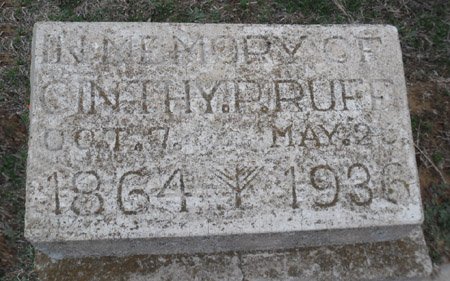 IN MEMORY OF
CINTHY.P.RUFF
OCT.7. MAY.2
1864 1936